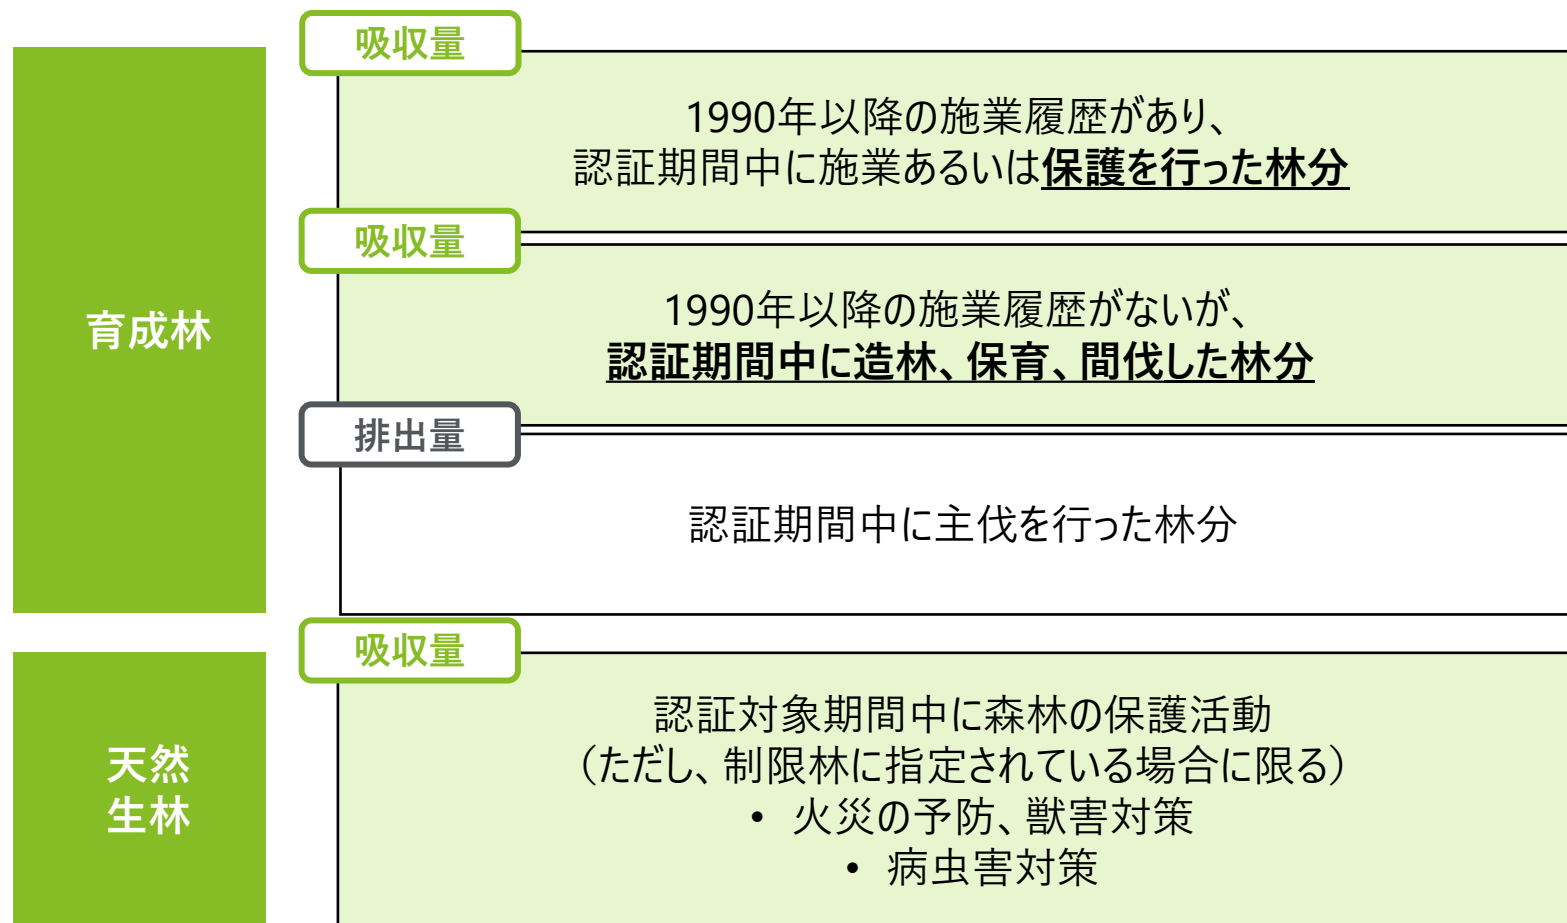 育成林
吸収量
1990年以降の施業履歴があり、
認証期間中に施業あるいは保護を行った林分
吸収量
1990年以降の施業履歴がないが、
認証期間中に造林、保育、間伐した林分
排出量
認証期間中に主伐を行った林分
天然
生林
吸収量
認証対象期間中に森林の保護活動
（ただし、制限林に指定されている場合に限る）
• 火災の予防、獣害対策
• 病虫害対策